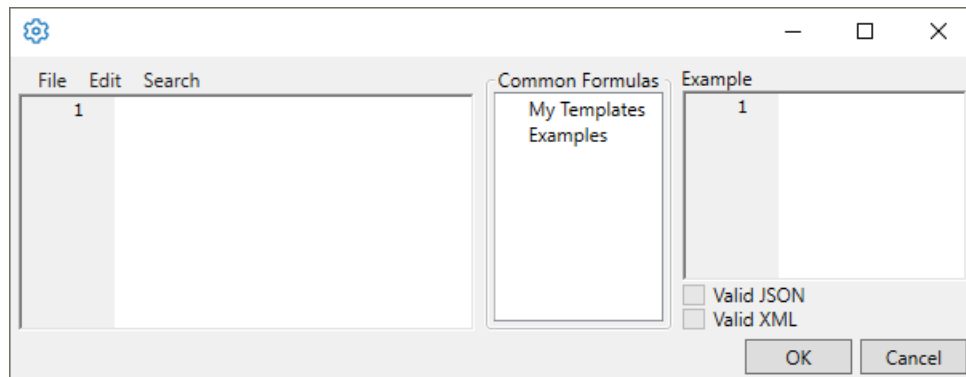 File Edit Search
1
Common Formulas
My Templates
Examples
Example
1
Valid JSON
Valid XML
OK Cancel